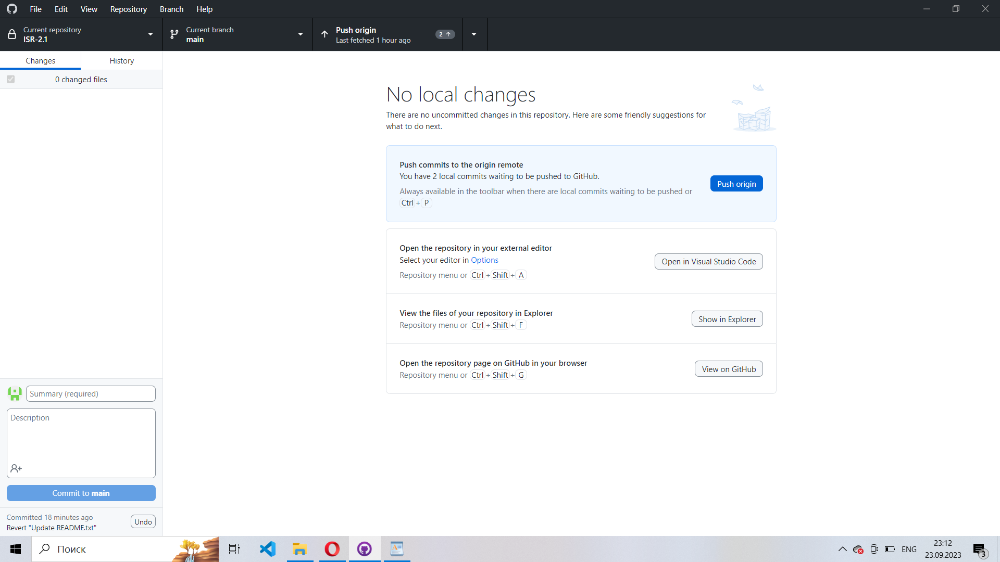 File Edit View Repository Branch Help
Current repository
ISR-2.1
Current branch
main
Push origin
Last fetched 1 hour ago
2
Changes History
0 changed files
No local changes
There are no uncommitted changes in this repository. Here are some friendly suggestions for
what to do next.
Push commits to the origin remote
You have 2 local commits waiting to be pushed to GitHub.
Always available in the toolbar when there are local commits waiting to be pushed or
Ctrl + P
Push origin
Open the repository in your external editor
Select your editor in Options
Repository menu or Ctrl + Shift + A
Open in Visual Studio Code
View the files of your repository in Explorer
Repository menu or Ctrl + Shift + F
Show in Explorer
Open the repository page on GitHub in your browser
Repository menu or Ctrl + Shift + G
View on GitHub
Summary (required)
Description
Commit to main
Committed 18 minutes ago
Revert "Update README.txt"
Undo
Поиск
ENG
23:12
23.09.2023
3